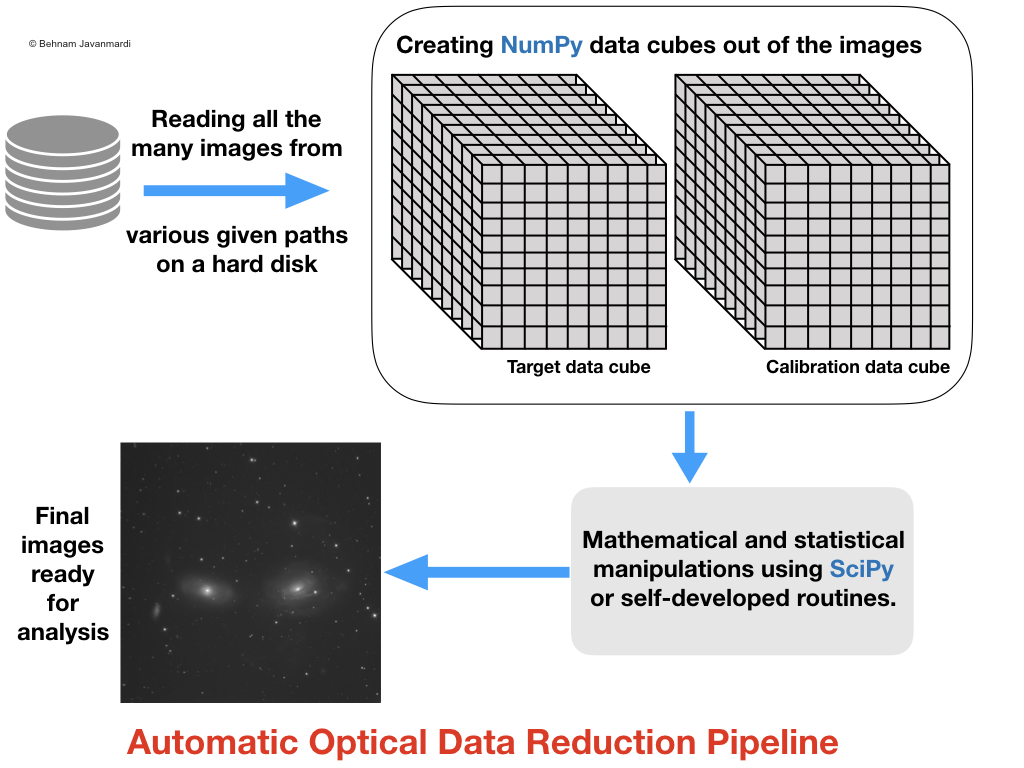 © Behnam Javanmardi
Creating NumPy data cubes out of the images
Reading all the
many images from
various given paths
on a hard disk
Target data cube
Calibration data cube
Mathematical and statistical
manipulations using SciPy
or self-developed routines.
Final
images
ready
for
analysis
Automatic Optical Data Reduction Pipeline